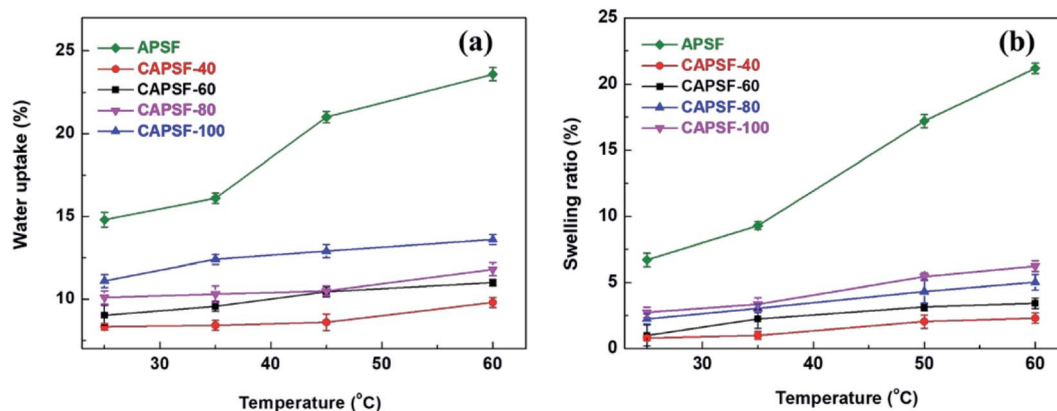 (a)
APSF
CAPSF-40
CAPSF-60
CAPSF-80
CAPSF-100
Water uptake (%)
25
20
15
10
30
40
50
60
Temperature (°C)
(b)
APSF
CAPSF-40
CAPSF-60
CAPSF-80
CAPSF-100
Swelling ratio (%)
25
20
15
10
5
0
30
40
50
60
Temperature (°C)